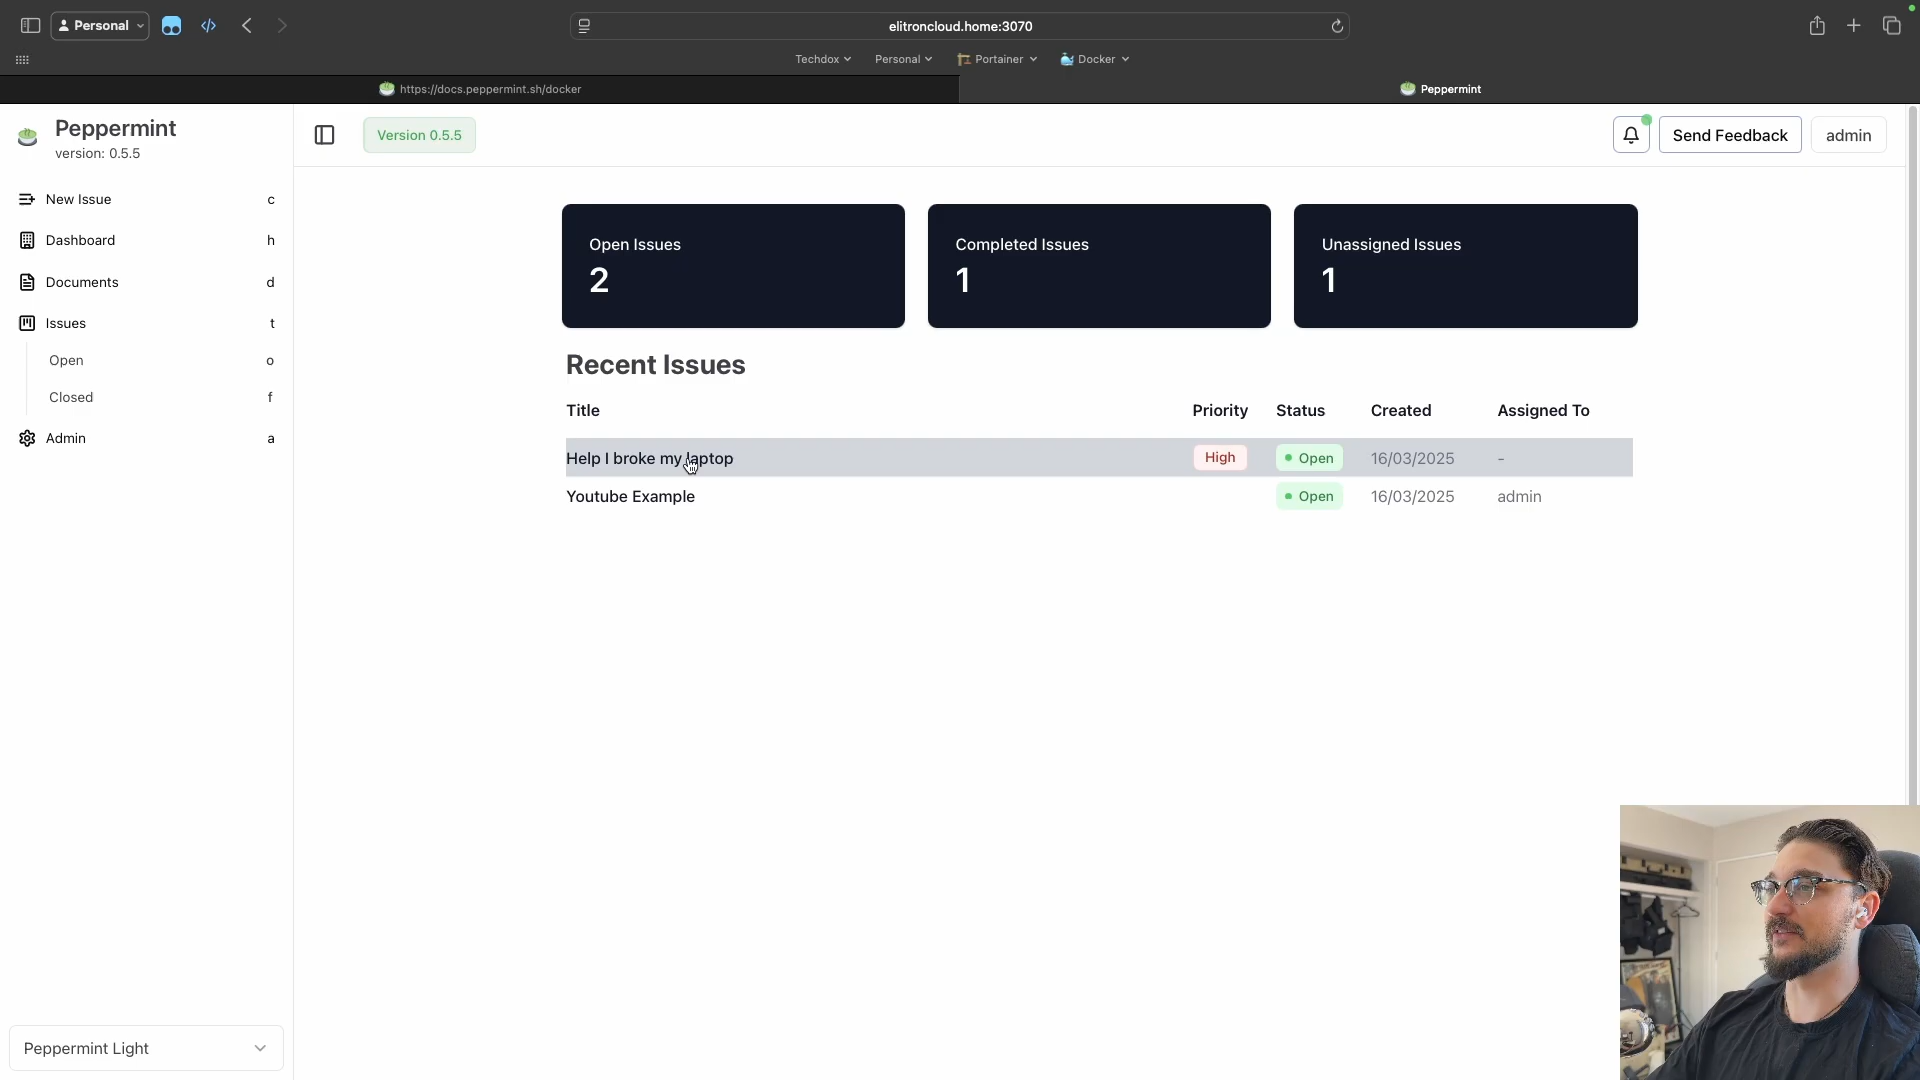 Personal
elitroncloud.home:3070
Techdox
Personal
Portainer
Docker
https://docs.peppermint.sh/docker
Peppermint
Peppermint
version: 0.5.5
Version 0.5.5
Send Feedback
admin
New Issue c
Dashboard h
Documents d
Issues t
Open o
Closed f
Admin a
Open Issues
2
Completed Issues
1
Unassigned Issues
1
Recent Issues
Title Priority Status Created Assigned To
Help I broke my laptop High Open 16/03/2025 -
Youtube Example Open 16/03/2025 admin
Peppermint Light